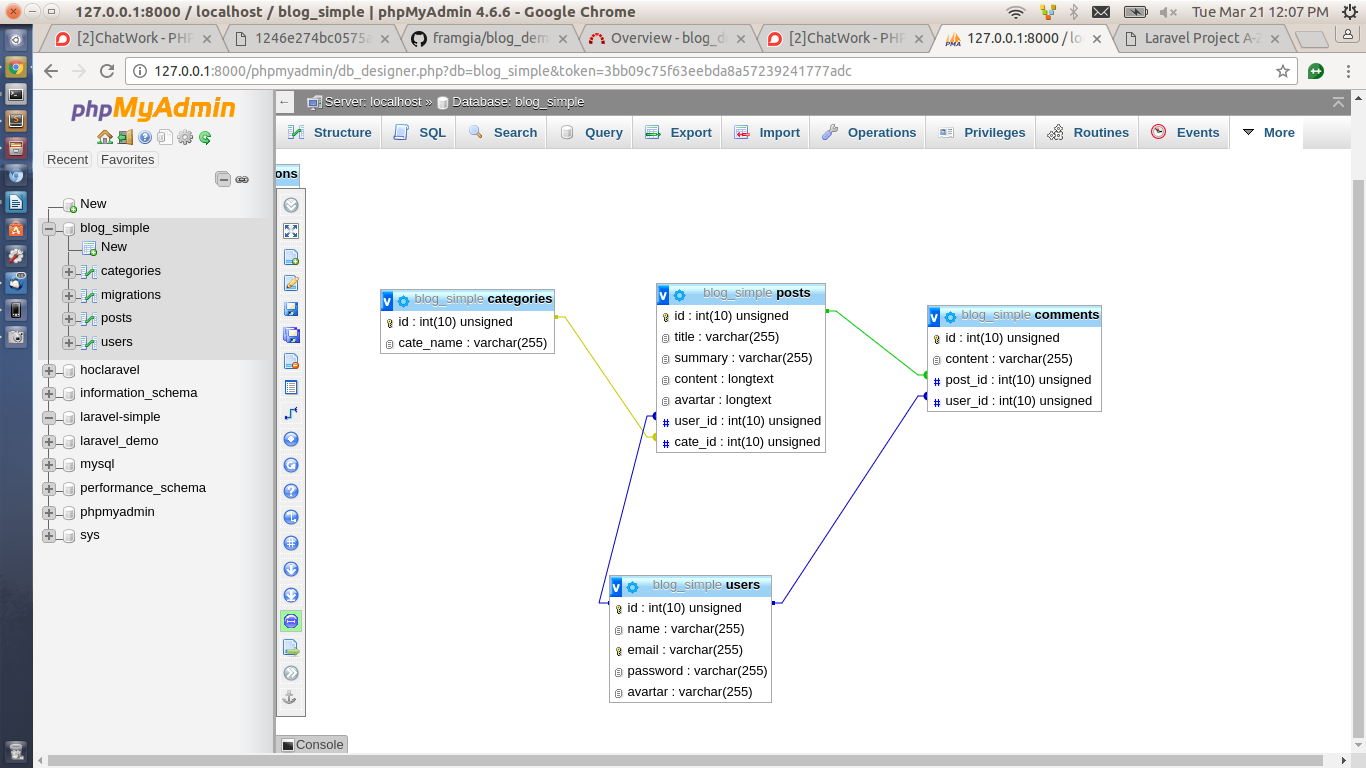 127.0.0.1:8000 / localhost / blog_simple | phpMyAdmin 4.6.6 - Google Chrome
Tue Mar 21 12:07 PM
[2]ChatWork - PHP
1246e274bc0575a
framgia/blog_dem
Overview - blog_d
[2]ChatWork - PHP
127.0.0.1:8000 / lo
Laravel Project A-Z
127.0.0.1:8000/phpmyadmin/db_designer.php?db=blog_simple&token=3bb09c75f63eebda8a57239241777adc
phpMyAdmin
Recent
Favorites
New
blog_simple
New
categories
migrations
posts
users
hoclaravel
information_schema
laravel-simple
laravel_demo
mysql
performance_schema
phpmyadmin
sys
Server: localhost » Database: blog_simple
Structure
SQL
Search
Query
Export
Import
Operations
Privileges
Routines
Events
More
ons
v blog_simple categories
id : int(10) unsigned
cate_name : varchar(255)
v blog_simple posts
id : int(10) unsigned
title : varchar(255)
summary : varchar(255)
content : longtext
avartar : longtext
# user_id : int(10) unsigned
# cate_id : int(10) unsigned
v blog_simple comments
id : int(10) unsigned
content : varchar(255)
# post_id : int(10) unsigned
# user_id : int(10) unsigned
v blog_simple users
id : int(10) unsigned
name : varchar(255)
email : varchar(255)
password : varchar(255)
avartar : varchar(255)
Console